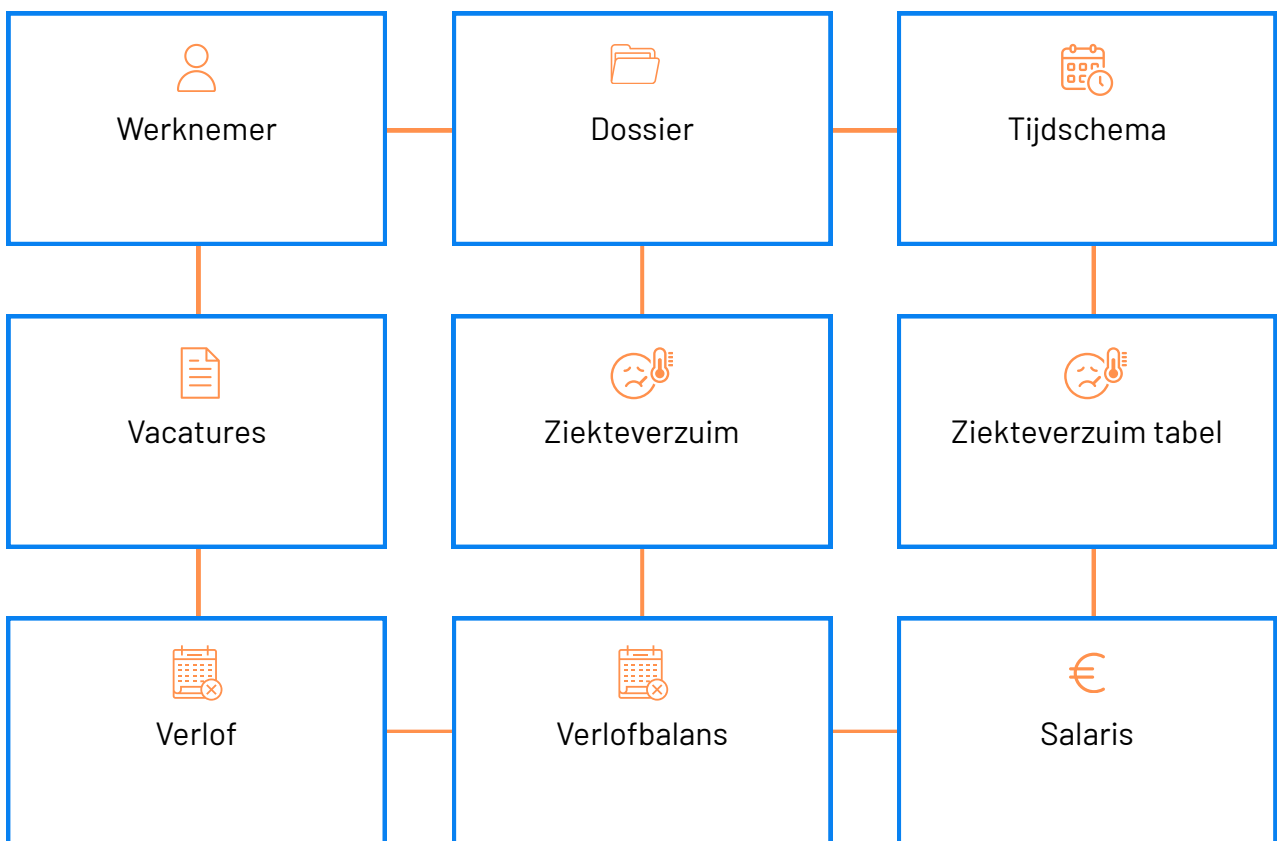 Werknemer
Dossier
Tijdschema
Vacatures
Ziekteverzuim
Ziekteverzuim tabel
Verlof
Verlofbalans
Salaris